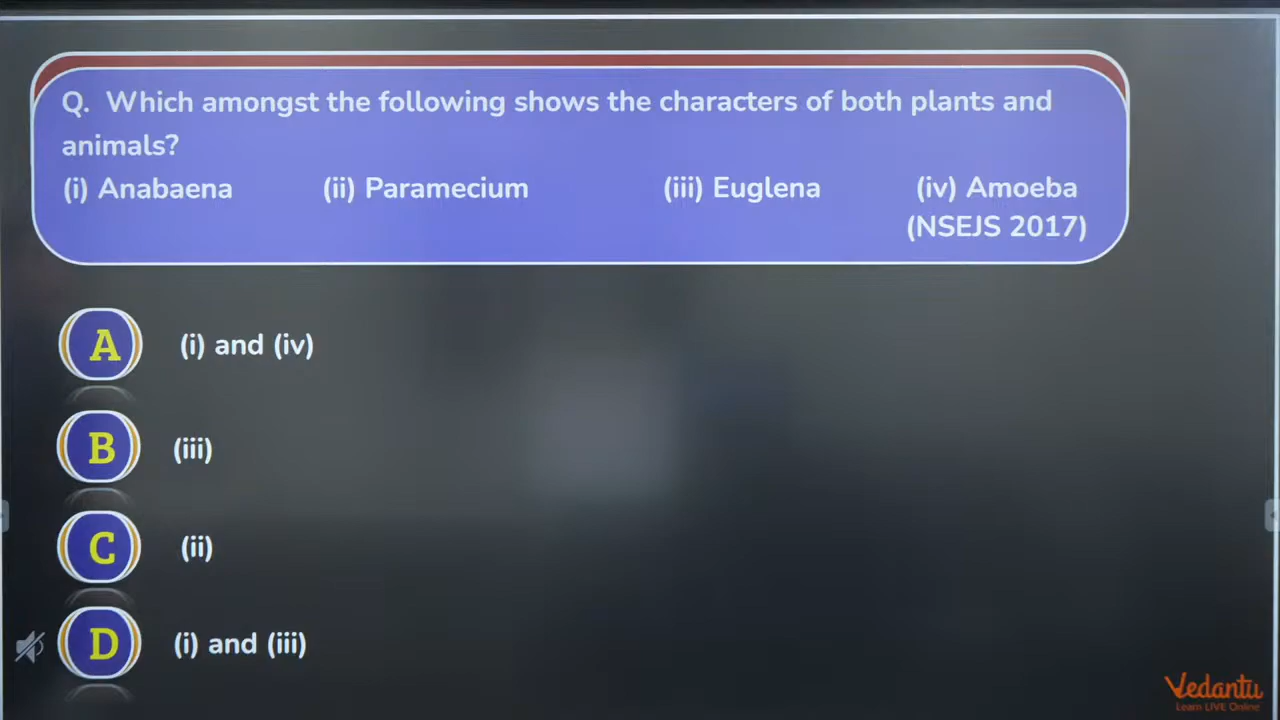 Q. Which amongst the following shows the characters of both plants and
animals?
(i) Anabaena (ii) Paramecium (iii) Euglena (iv) Amoeba
(NSEJS 2017)
A (i) and (iv)
B (iii)
C (ii)
D (i) and (iii)
Vedantu
Learn LIVE Online